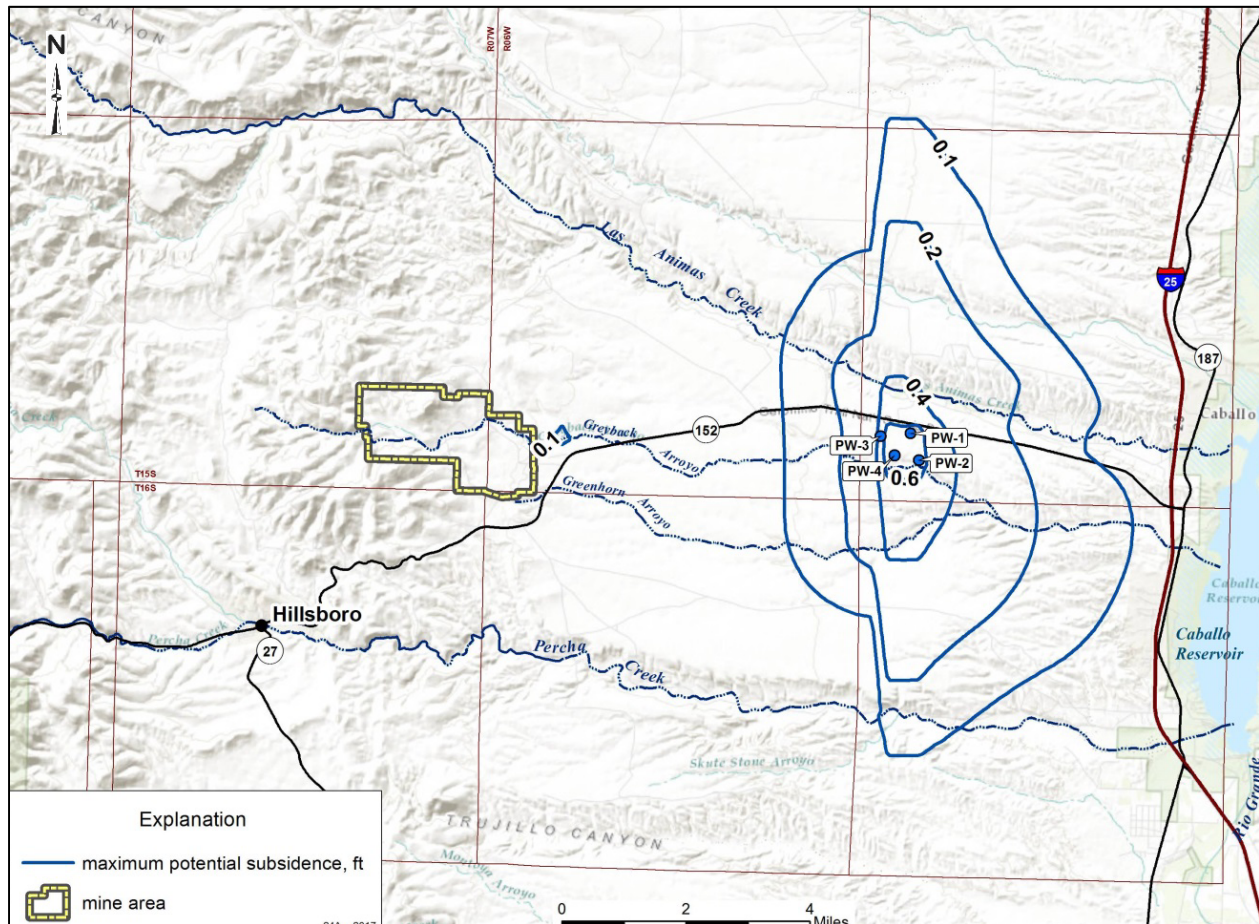 CANYON
N
R07W
R06W
0.1
0.2
Las
Animas
Creek
25
187
Caballo
0.4
152
PW-3
PW-1
PW-4
PW-2
0.6
0.1
Greyback
Arroyo
T15S
T16S
Greenhorn
Arroyo
Hillsboro
Percha Creek
27
Percha
Creek
Caballo
Reservoir
Caballo
Reservoir
Skute Stone Arroyo
Rio Grande
TRUJILLO CANYON
Montoya Arroyo
Explanation
maximum potential subsidence, ft
mine area
0 2 4
Miles